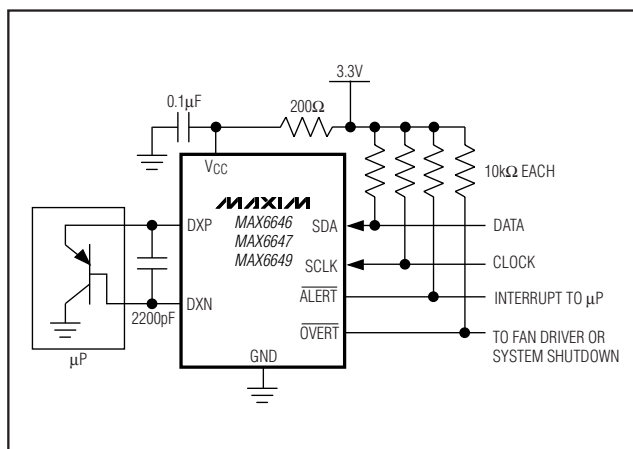 3.3V
0.1μF
200Ω
VCC
10kΩ EACH
MAXIM
MAX6646
MAX6647
MAX6649
DXP
SDA
DATA
SCLK
CLOCK
DXN
ALERT
INTERRUPT TO μP
2200pF
OVERT
TO FAN DRIVER OR
SYSTEM SHUTDOWN
GND
μP